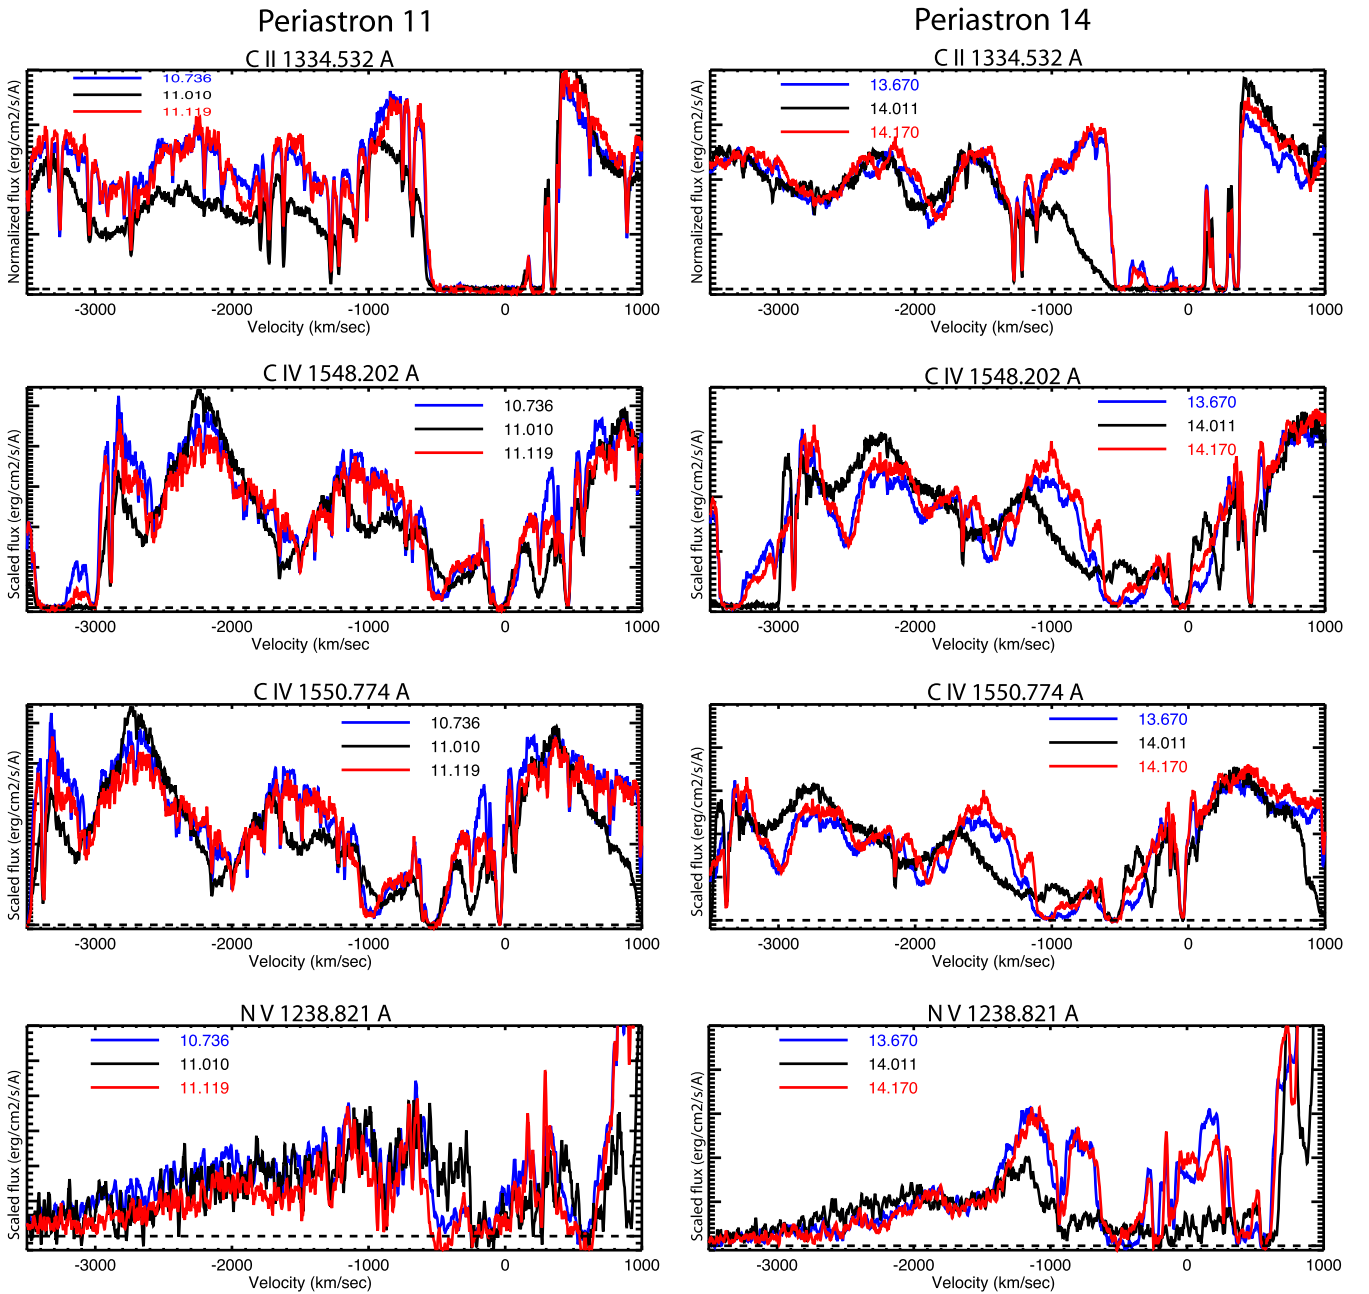 Periastron 11
Periastron 14
C II 1334.532 A
Normalized flux (erg/cm2/s/A)
10.736
11.010
11.119
-3000 -2000 -1000 0 1000
Velocity (km/sec)
C II 1334.532 A
Normalized flux (erg/cm2/s/A)
13.670
14.011
14.170
-3000 -2000 -1000 0 1000
Velocity (km/sec)
C IV 1548.202 A
Scaled flux (erg/cm2/s/A)
10.736
11.010
11.119
-3000 -2000 -1000 0 1000
Velocity (km/sec
C IV 1548.202 A
Scaled flux (erg/cm2/s/A)
13.670
14.011
14.170
-3000 -2000 -1000 0 1000
Velocity (km/sec)
C IV 1550.774 A
Scaled flux (erg/cm2/s/A)
10.736
11.010
11.119
-3000 -2000 -1000 0 1000
Velocity (km/sec)
C IV 1550.774 A
Scaled flux (erg/cm2/s/A)
13.670
14.011
14.170
-3000 -2000 -1000 0 1000
Velocity (km/sec)
N V 1238.821 A
Scaled flux (erg/cm2/s/A)
10.736
11.010
11.119
-3000 -2000 -1000 0 1000
Velocity (km/sec)
N V 1238.821 A
Scaled flux (erg/cm2/s/A)
13.670
14.011
14.170
-3000 -2000 -1000 0 1000
Velocity (km/sec)